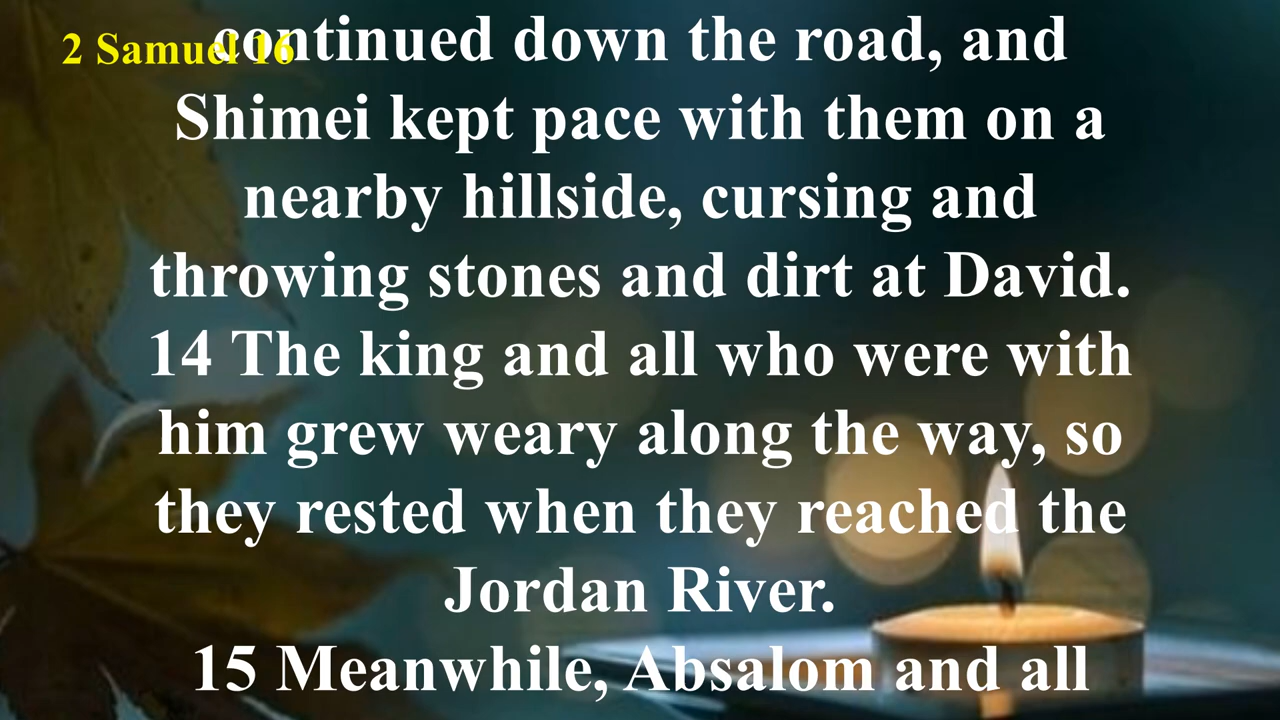 2 Samuel 16
continued down the road, and
Shimei kept pace with them on a
nearby hillside, cursing and
throwing stones and dirt at David.
14 The king and all who were with
him grew weary along the way, so
they rested when they reached the
Jordan River.
15 Meanwhile, Absalom and all